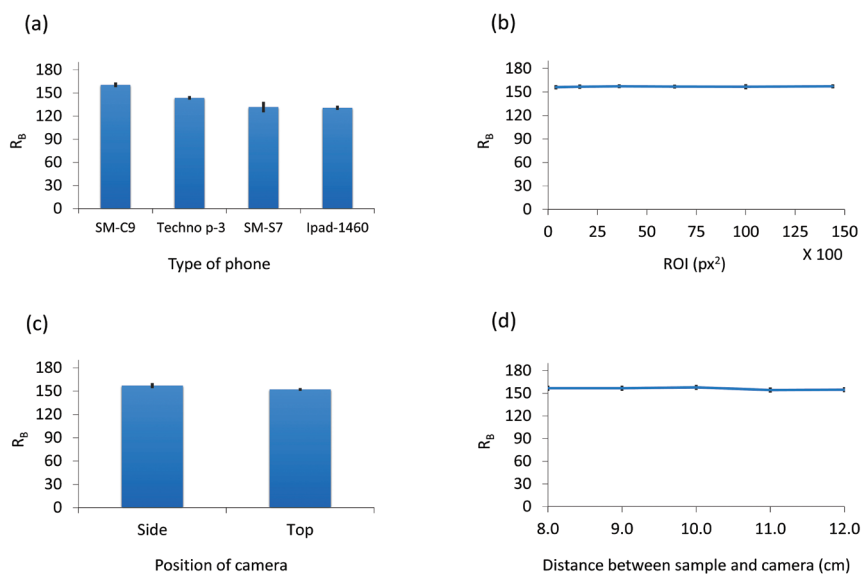 (a)
180
150
120
90
60
30
0
R_B
SM-C9 Techno p-3 SM-S7 Ipad-1460
Type of phone
(b)
180
150
120
90
60
30
0
R_B
0 25 50 75 100 125 150
X 100
ROI (px²)
(c)
180
150
120
90
60
30
0
R_B
Side Top
Position of camera
(d)
180
150
120
90
60
30
0
R_B
8.0 9.0 10.0 11.0 12.0
Distance between sample and camera (cm)